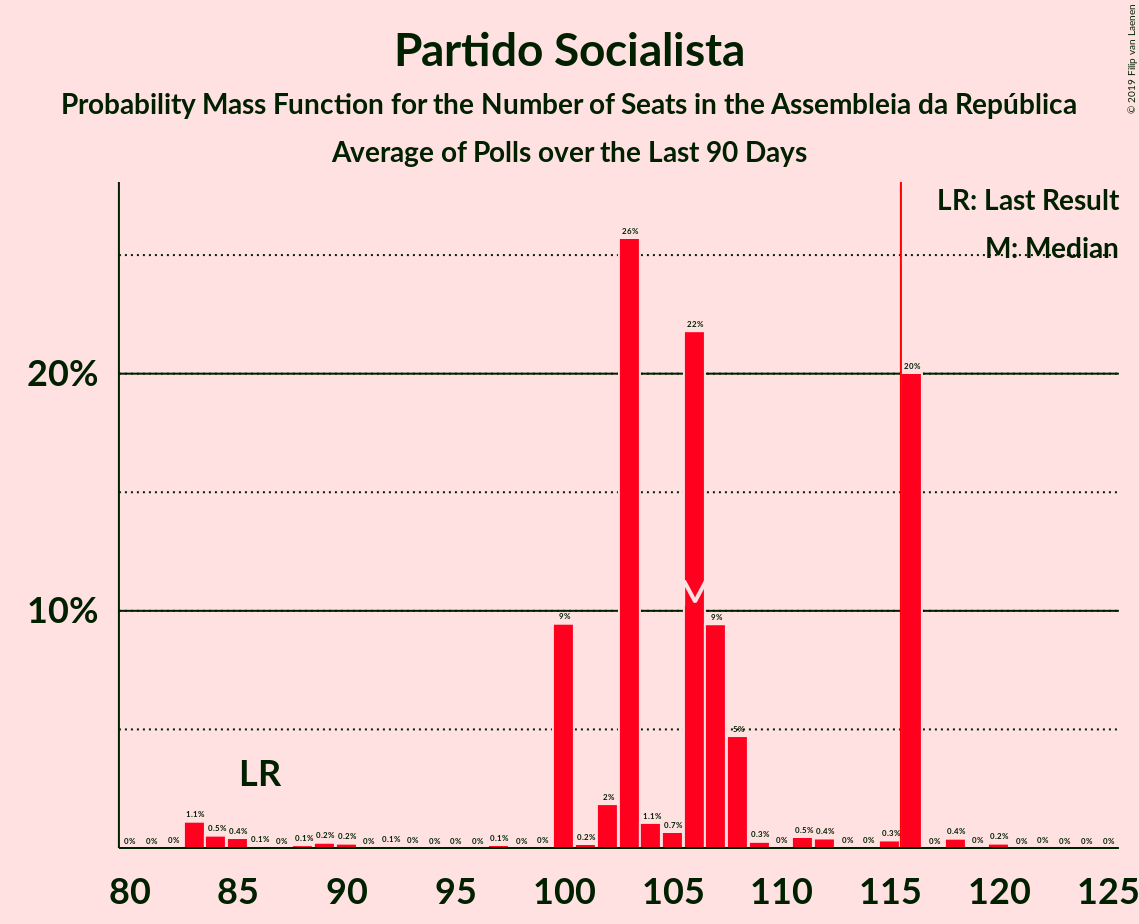 Partido Socialista
Probability Mass Function for the Number of Seats in the Assembleia da República
Average of Polls over the Last 90 Days
© 2019 Filip van Laenen
LR: Last Result
M: Median
20%
10%
0% 0% 0% 1.1% 0.5% 0.4% 0.1% 0% 0.1% 0.2% 0.2% 0% 0.1% 0% 0% 0% 0% 0.1% 0% 0% 9% 0.2% 2% 26% 1.1% 0.7% 22% 9% 5% 0.3% 0% 0.5% 0.4% 0% 0% 0.3% 20% 0% 0.4% 0% 0.2% 0% 0% 0% 0% 0%
LR
M
80 85 90 95 100 105 110 115 120 125